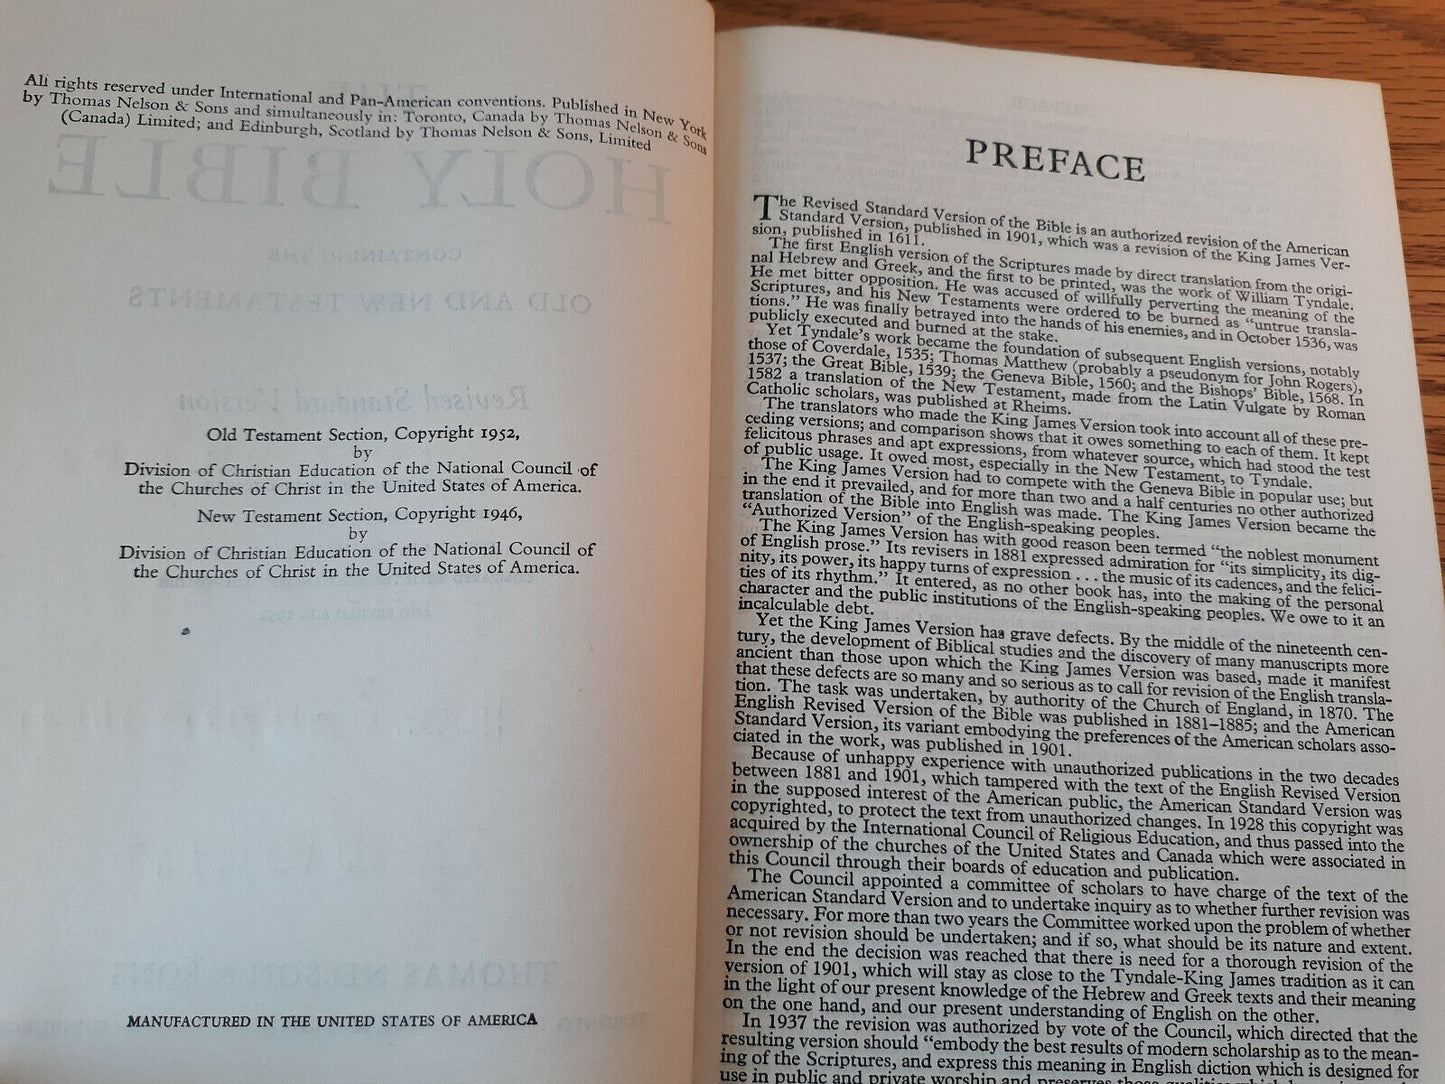 All rights reserved under International and Pan-American conventions. Published in New York
by Thomas Nelson & Sons and simultaneously in: Toronto, Canada by Thomas Nelson & Sons
(Canada) Limited; and Edinburgh, Scotland by Thomas Nelson & Sons, Limited
THE
HOLY BIBLE
CONTAINING THE
OLD AND NEW TESTAMENTS
Revised Standard Version
Old Testament Section, Copyright 1952,
by
Division of Christian Education of the National Council of
the Churches of Christ in the United States of America.
New Testament Section, Copyright 1946,
by
Division of Christian Education of the National Council of
the Churches of Christ in the United States of America.
AND REVISED A.D. 1952
THOMAS NELSON & SONS
MANUFACTURED IN THE UNITED STATES OF AMERICA
PREFACE
The Revised Standard Version of the Bible is an authorized revision of the American
Standard Version, published in 1901, which was a revision of the King James Ver-
sion, published in 1611.
The first English version of the Scriptures made by direct translation from the origi-
nal Hebrew and Greek, and the first to be printed, was the work of William Tyndale.
He met bitter opposition. He was accused of willfully perverting the meaning of the
Scriptures, and his New Testaments were ordered to be burned as "untrue transla-
tions." He was finally betrayed into the hands of his enemies, and in October 1536, was
publicly executed and burned at the stake.
Yet Tyndale's work became the foundation of subsequent English versions, notably
those of Coverdale, 1535; Thomas Matthew (probably a pseudonym for John Rogers),
1537; the Great Bible, 1539; the Geneva Bible, 1560; and the Bishops' Bible, 1568. In
1582 a translation of the New Testament, made from the Latin Vulgate by Roman
Catholic scholars, was published at Rheims.
The translators who made the King James Version took into account all of these pre-
ceding versions; and comparison shows that it owes something to each of them. It kept
felicitous phrases and apt expressions, from whatever source, which had stood the test
of public usage. It owed most, especially in the New Testament, to Tyndale.
The King James Version had to compete with the Geneva Bible in popular use; but
in the end it prevailed, and for more than two and a half centuries no other authorized
translation of the Bible into English was made. The King James Version became the
"Authorized Version" of the English-speaking peoples.
The King James Version has with good reason been termed "the noblest monument
of English prose." Its revisers in 1881 expressed admiration for "its simplicity, its dig-
nity, its power, its happy turns of expression . . . the music of its cadences, and the felici-
ties of its rhythm." It entered, as no other book has, into the making of the personal
character and the public institutions of the English-speaking peoples. We owe to it an
incalculable debt.
Yet the King James Version has grave defects. By the middle of the nineteenth cen-
tury, the development of Biblical studies and the discovery of many manuscripts more
ancient than those upon which the King James Version was based, made it manifest
that these defects are so many and so serious as to call for revision of the English transla-
tion. The task was undertaken, by authority of the Church of England, in 1870. The
English Revised Version of the Bible was published in 1881–1885; and the American
Standard Version, its variant embodying the preferences of the American scholars asso-
ciated in the work, was published in 1901.
Because of unhappy experience with unauthorized publications in the two decades
between 1881 and 1901, which tampered with the text of the English Revised Version
in the supposed interest of the American public, the American Standard Version was
copyrighted, to protect the text from unauthorized changes. In 1928 this copyright was
acquired by the International Council of Religious Education, and thus passed into the
ownership of the churches of the United States and Canada which were associated in
this Council through their boards of education and publication.
The Council appointed a committee of scholars to have charge of the text of the
American Standard Version and to undertake inquiry as to whether further revision was
necessary. For more than two years the Committee worked upon the problem of whether
or not revision should be undertaken; and if so, what should be its nature and extent.
In the end the decision was reached that there is need for a thorough revision of the
version of 1901, which will stay as close to the Tyndale-King James tradition as it can
in the light of our present knowledge of the Hebrew and Greek texts and their meaning
on the one hand, and our present understanding of English on the other.
In 1937 the revision was authorized by vote of the Council, which directed that the
resulting version should "embody the best results of modern scholarship as to the mean-
ing of the Scriptures, and express this meaning in English diction which is designed for
use in public and private worship and preserves those qualities which